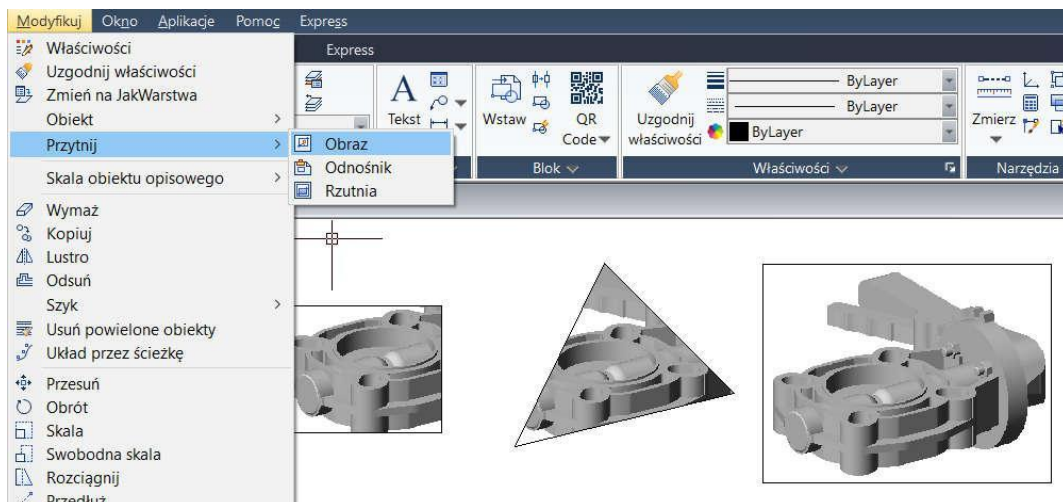 Modyfikuj Okno Aplikacje Pomoc Express
Express
Właściwości
Uzgodnij właściwości
Zmień na JakWarstwa
Obiekt
Przytnij
Skala obiektu opisowego
Wymaż
Kopiuj
Lustro
Odsuń
Szyk
Usuń powielone obiekty
Układ przez ścieżkę
Przesuń
Obrót
Skala
Swobodna skala
Rozciągnij
Przedłuż
Obraz
Odnośnik
Rzutnia
A
Tekst
Wstaw
QR
Code
Blok
Uzgodnij
właściwości
ByLayer
ByLayer
ByLayer
Właściwości
Zmierz
Narzędzia